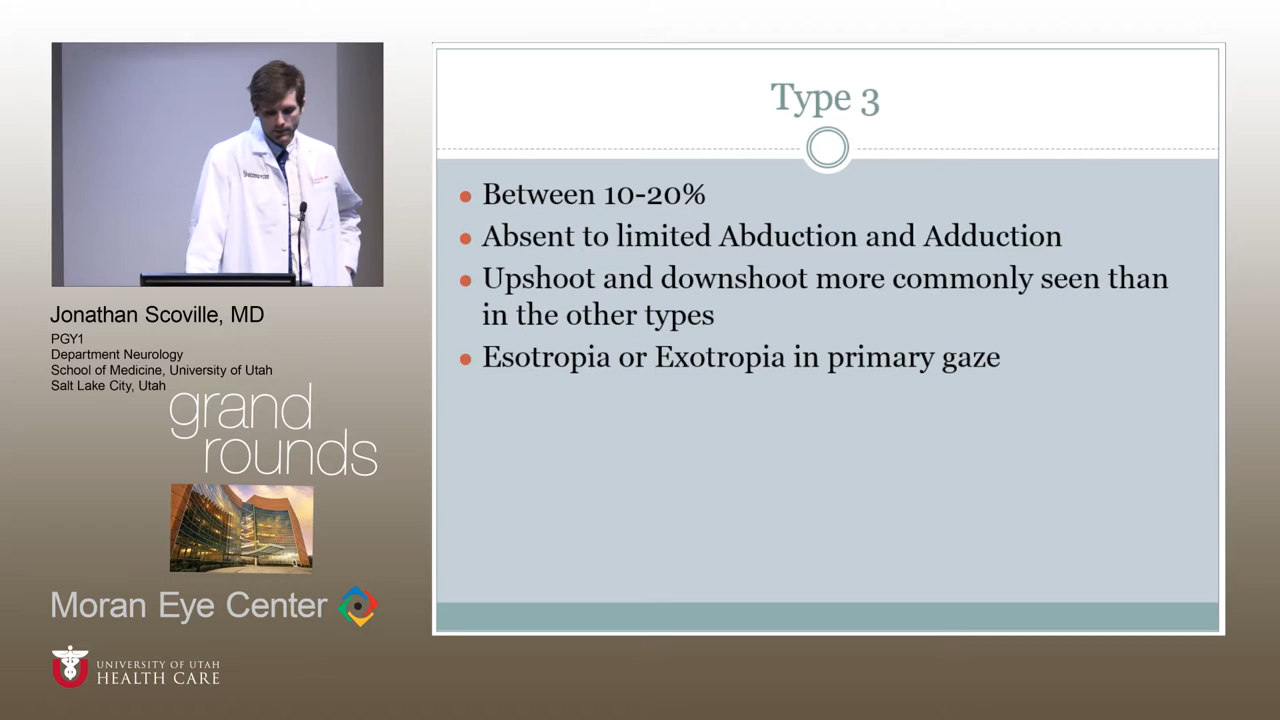 Type 3
Between 10-20%
Absent to limited Abduction and Adduction
Upshoot and downshoot more commonly seen than
in the other types
Esotropia or Exotropia in primary gaze
Jonathan Scoville, MD
PGY1
Department Neurology
School of Medicine, University of Utah
Salt Lake City, Utah
grand
rounds
Moran Eye Center
UNIVERSITY OF UTAH
HEALTH CARE